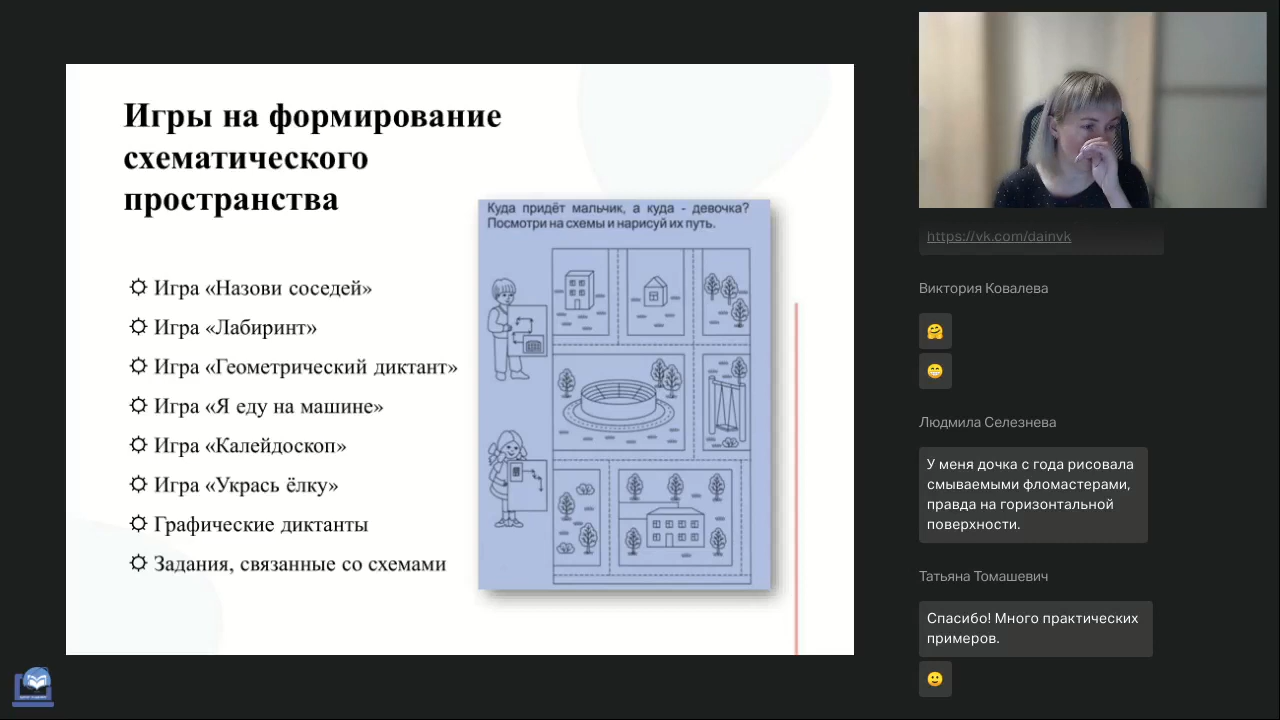 Игры на формирование
схематического
пространства
Игра «Назови соседей»
Игра «Лабиринт»
Игра «Геометрический диктант»
Игра «Я еду на машине»
Игра «Калейдоскоп»
Игра «Укрась ёлку»
Графические диктанты
Задания, связанные со схемами
Куда придёт мальчик, а куда - девочка?
Посмотри на схемы и нарисуй их путь.
https://vk.com/dainvk
Виктория Ковалева
🤗
😁
Людмила Селезнева
У меня дочка с года рисовала
смываемыми фломастерами,
правда на горизонтальной
поверхности.
Татьяна Томашевич
Спасибо! Много практических
примеров.
🙂